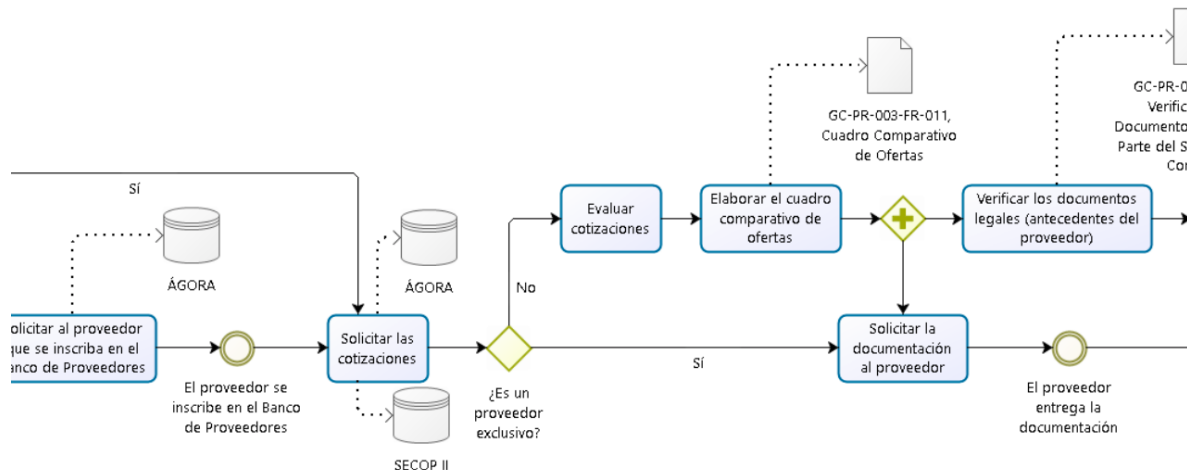 GC-PR-003-FR-011,
Cuadro Comparativo
de Ofertas
GC-PR-0
Parte del S
Sí
Evaluar
cotizaciones
Elaborar el cuadro
comparativo de
ofertas
Verificar los documentos
legales (antecedentes del
proveedor)
ÁGORA
ÁGORA
No
olicitar al proveedor
que se inscriba en el
anco de Proveedores
Solicitar las
cotizaciones
Solicitar la
documentación
al proveedor
Sí
El proveedor se
inscribe en el Banco
de Proveedores
¿Es un
proveedor
exclusivo?
El proveedor
entrega la
documentación
SECOP II